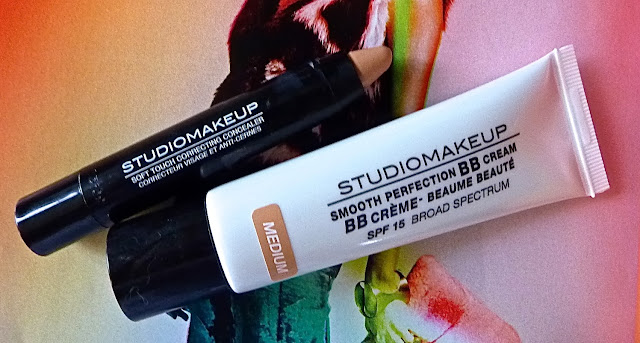 STUDIOMAKEUP
SOFT TOUCH CORRECTING CONCEALER
CORRECTEUR VISAGE ET ANTI-CERNES
STUDIOMAKEUP
SMOOTH PERFECTION BB CREAM
BB CRÈME - BEAUME BEAUTÉ
SPF 15 BROAD SPECTRUM
MEDIUM